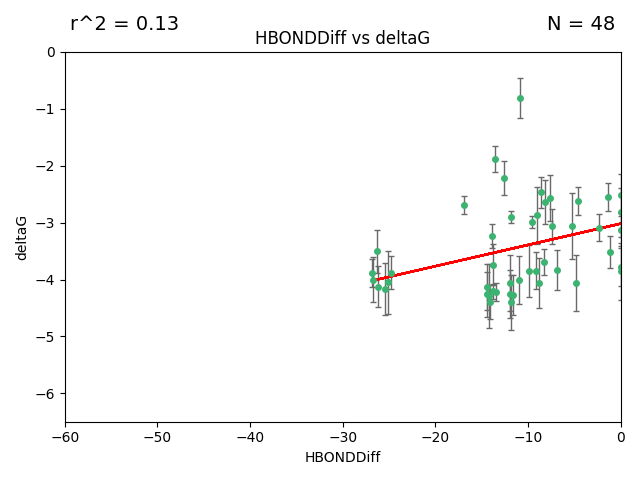 r^2 = 0.13
N = 48
HBONDDiff vs deltaG
0
−1
−2
−3
−4
−5
−6
deltaG
−60
−50
−40
−30
−20
−10
0
HBONDDiff